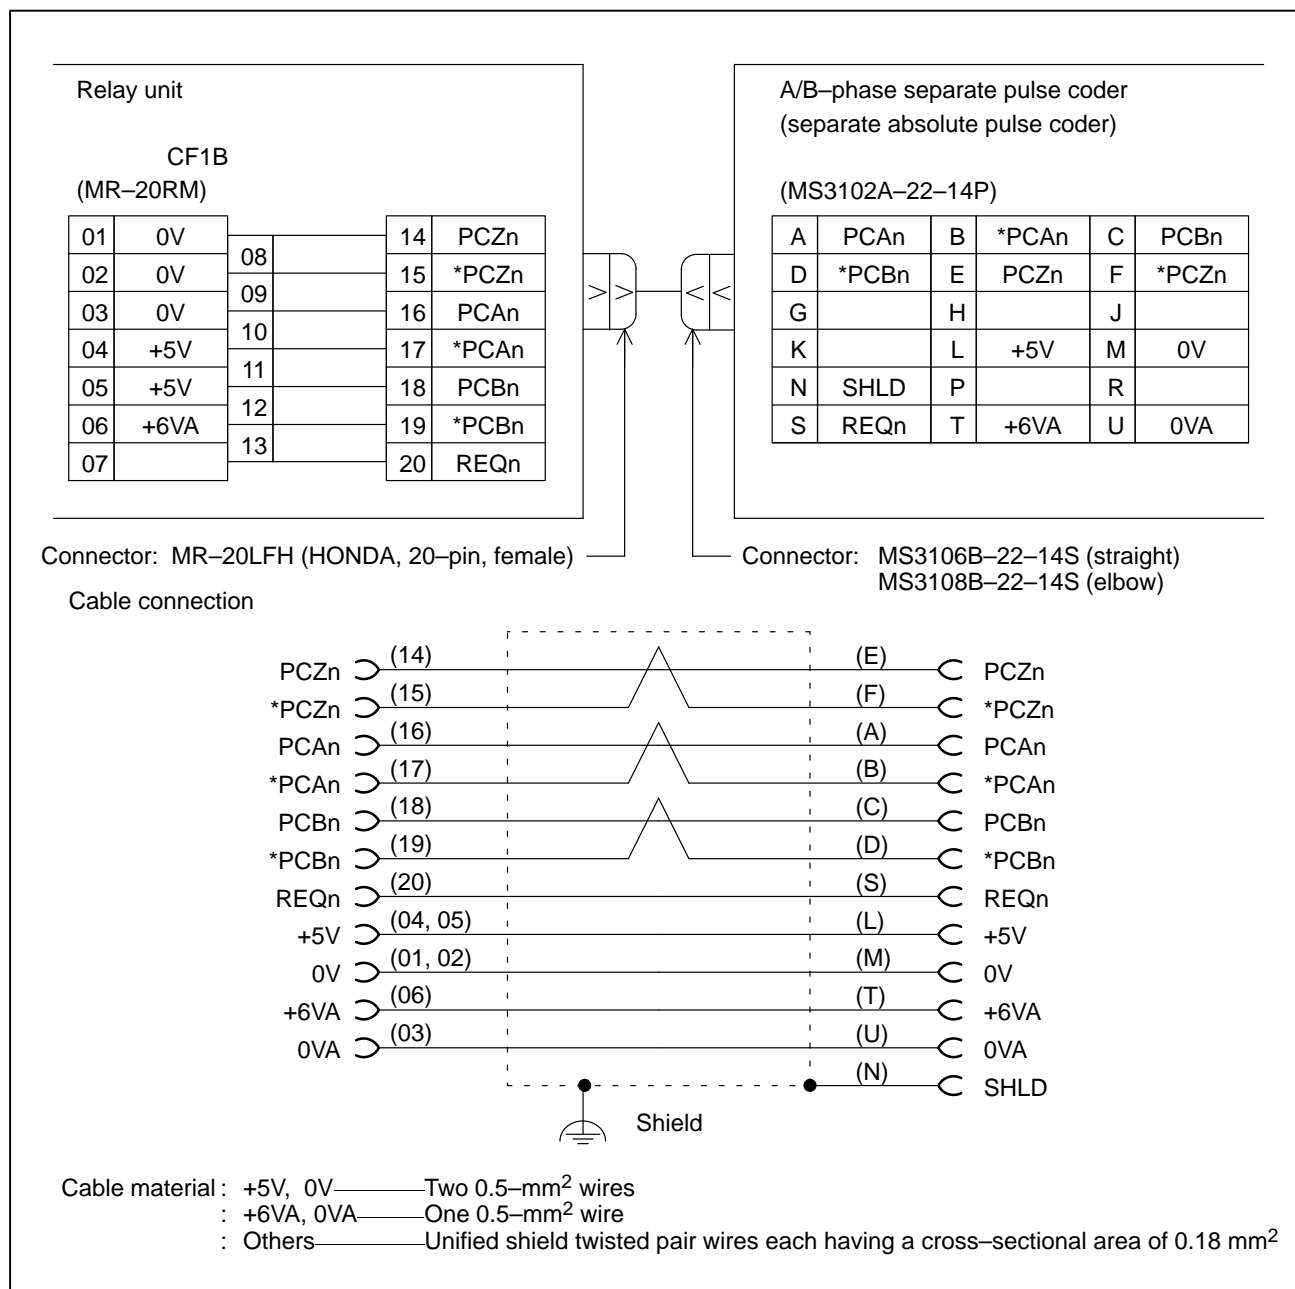 Relay unit
CF1B
(MR–20RM)
01 0V 14 PCZn
08
02 0V 15 *PCZn
09
03 0V 16 PCAn
10
04 +5V 17 *PCAn
11
05 +5V 18 PCBn
12
06 +6VA 19 *PCBn
13
07 20 REQn
A/B–phase separate pulse coder
(separate absolute pulse coder)
(MS3102A–22–14P)
A PCAn B *PCAn C PCBn
D *PCBn E PCZn F *PCZn
G H J
K L +5V M 0V
N SHLD P R
S REQn T +6VA U 0VA
Connector: MR–20LFH (HONDA, 20–pin, female)
Connector: MS3106B–22–14S (straight)
MS3108B–22–14S (elbow)
Cable connection
PCZn (14) (E) PCZn
*PCZn (15) (F) *PCZn
PCAn (16) (A) PCAn
*PCAn (17) (B) *PCAn
PCBn (18) (C) PCBn
*PCBn (19) (D) *PCBn
REQn (20) (S) REQn
+5V (04, 05) (L) +5V
0V (01, 02) (M) 0V
+6VA (06) (T) +6VA
0VA (03) (U) 0VA
(N) SHLD
Shield
Cable material : +5V, 0V Two 0.5–mm² wires
: +6VA, 0VA One 0.5–mm² wire
: Others Unified shield twisted pair wires each having a cross–sectional area of 0.18 mm²